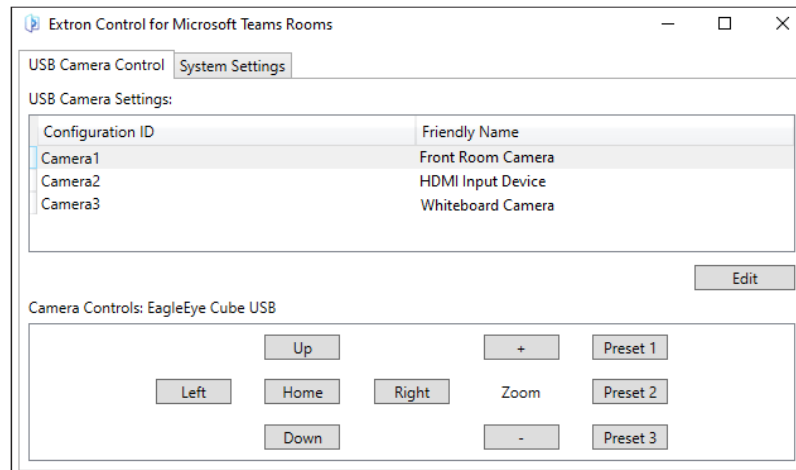 Extron Control for Microsoft Teams Rooms
USB Camera Control System Settings
USB Camera Settings:
Configuration ID Friendly Name
Camera1 Front Room Camera
Camera2 HDMI Input Device
Camera3 Whiteboard Camera
Edit
Camera Controls: EagleEye Cube USB
Up + Preset 1
Left Home Right Zoom Preset 2
Down - Preset 3